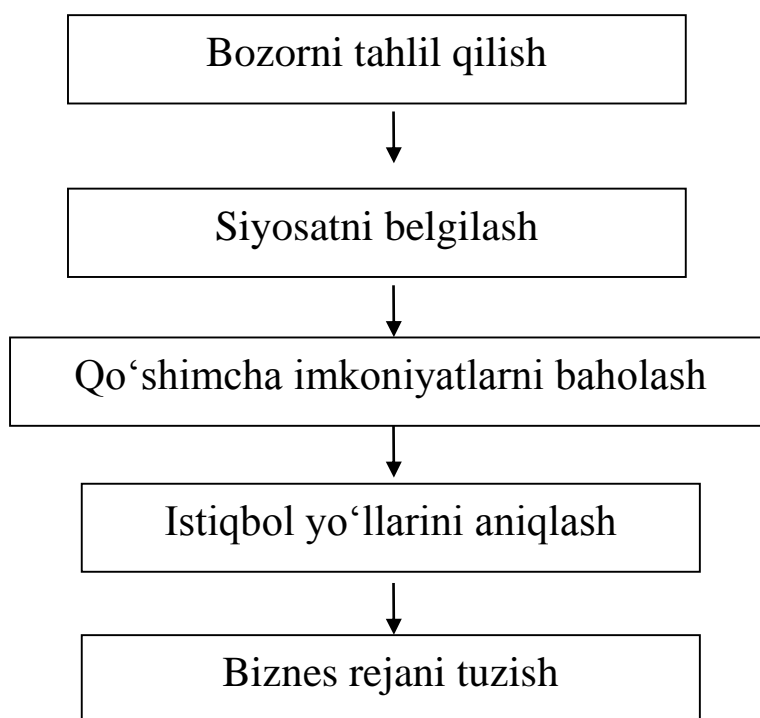 Bozorni tahlil qilish
Siyosatni belgilash
Qo‘shimcha imkoniyatlarni baholash
Istiqbol yo‘llarini aniqlash
Biznes rejani tuzish